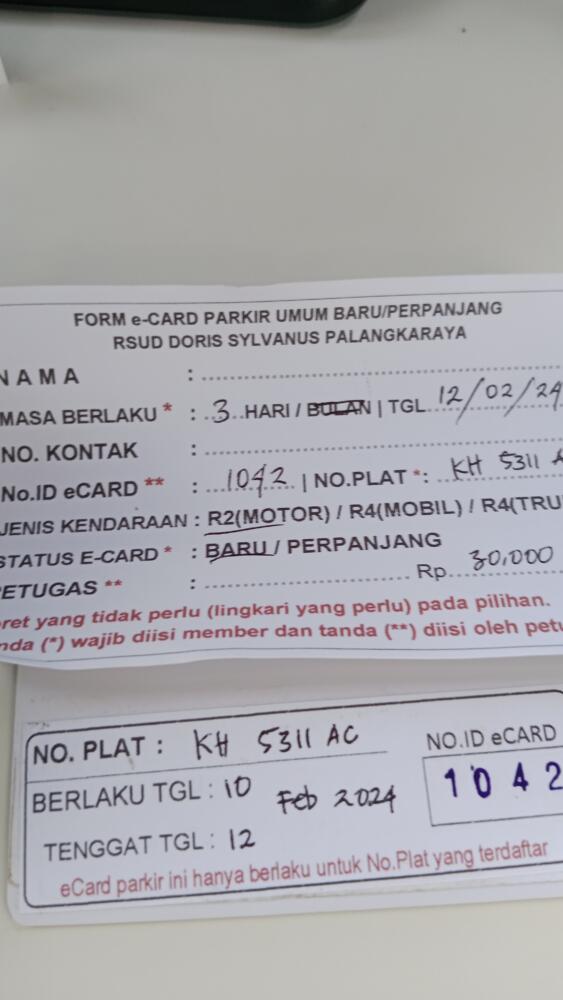 FORM e-CARD PARKIR UMUM BARU/PERPANJANG
RSUD DORIS SYLVANUS PALANGKARAYA
NAMA :
MASA BERLAKU * : 3 HARI / BULAN | TGL 12/02/24
NO. KONTAK :
No.ID eCARD ** : 1042 | NO.PLAT *: KH 5311 A
JENIS KENDARAAN : R2(MOTOR) / R4(MOBIL) / R4(TRU
STATUS E-CARD * : BARU / PERPANJANG
ETUGAS ** : Rp. 30,000
ret yang tidak perlu (lingkari yang perlu) pada pilihan.
nda (*) wajib diisi member dan tanda (**) diisi oleh petu
NO. PLAT : KH 5311 AC
NO.ID eCARD
BERLAKU TGL : 10 Feb 2024
1042
TENGGAT TGL : 12
eCard parkir ini hanya berlaku untuk No.Plat yang terdaftar